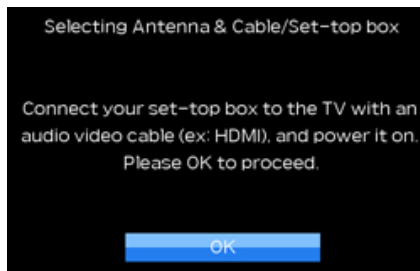 Selecting Antenna & Cable/Set-top box
Connect your set-top box to the TV with an
audio video cable (ex: HDMI), and power it on.
Please OK to proceed.
OK